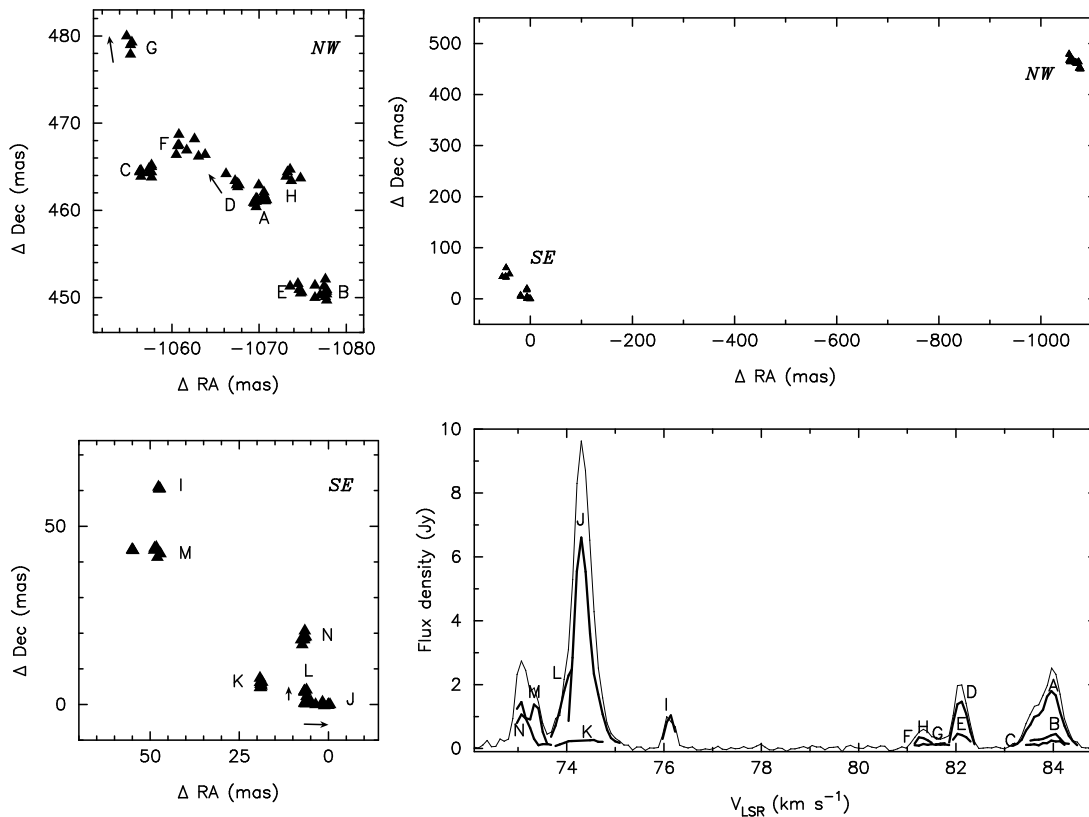 480
470
460
450
Δ Dec (mas)
G
NW
F
C
D
A
H
E
B
−1060
−1070
−1080
Δ RA (mas)
500
400
300
200
100
0
Δ Dec (mas)
NW
SE
0
−200
−400
−600
−800
−1000
Δ RA (mas)
50
0
Δ Dec (mas)
SE
I
M
N
K
L
J
50
25
0
Δ RA (mas)
10
8
6
4
2
0
Flux density (Jy)
J
L
M
N
K
I
F
H
G
E
D
C
A
B
74
76
78
80
82
84
V_LSR (km s⁻¹)